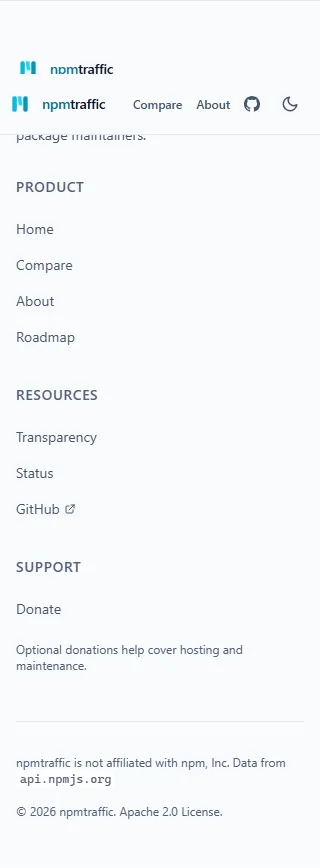 npmtraffic
npmtraffic Compare About
package maintainers.
PRODUCT
Home
Compare
About
Roadmap
RESOURCES
Transparency
Status
GitHub
SUPPORT
Donate
Optional donations help cover hosting and
maintenance.
npmtraffic is not affiliated with npm, Inc. Data from
api.npmjs.org
© 2026 npmtraffic. Apache 2.0 License.